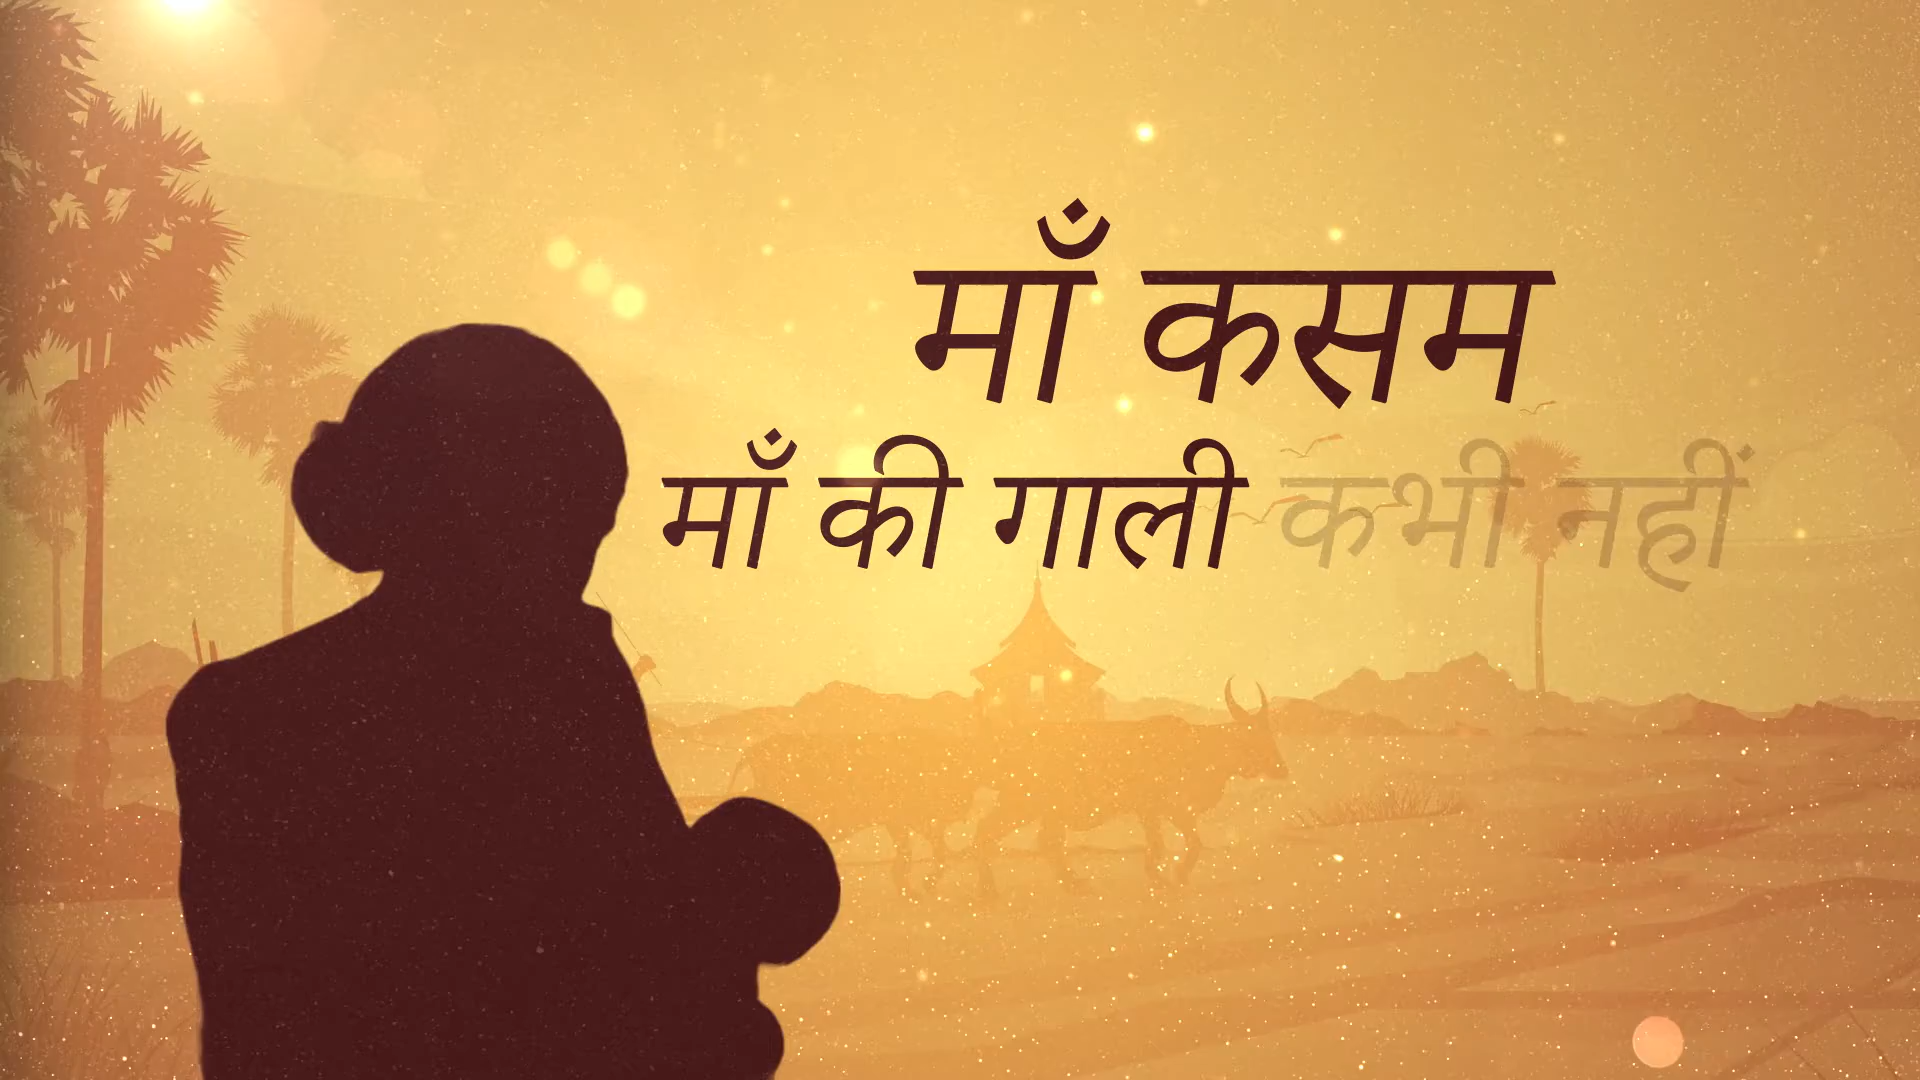 माँ कसम
माँ की गाली कभी नहीं